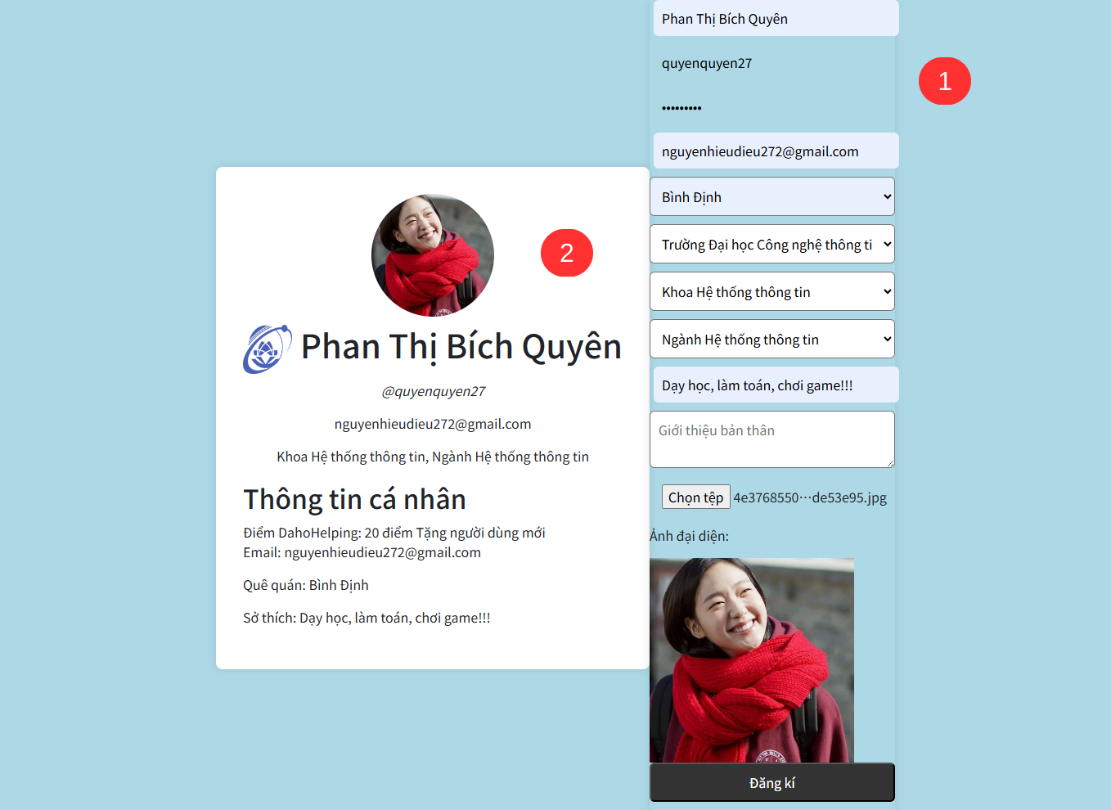 Phan Thị Bích Quyên
quyenquyen27
•••••••••
1
nguyenhieudieu272@gmail.com
Bình Định
Trường Đại học Công nghệ thông ti
Khoa Hệ thống thông tin
Ngành Hệ thống thông tin
Dạy học, làm toán, chơi game!!!
Giới thiệu bản thân
Chọn tệp 4e3768550…de53e95.jpg
Ảnh đại diện:
Đăng kí
2
Phan Thị Bích Quyên
@quyenquyen27
nguyenhieudieu272@gmail.com
Khoa Hệ thống thông tin, Ngành Hệ thống thông tin
Thông tin cá nhân
Điểm DahoHelping: 20 điểm Tặng người dùng mới
Email: nguyenhieudieu272@gmail.com
Quê quán: Bình Định
Sở thích: Dạy học, làm toán, chơi game!!!